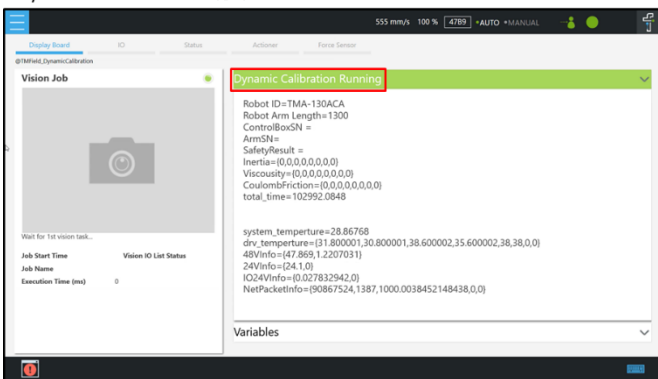 555 mm/s 100 % 4789 •AUTO •MANUAL
Display Board IO Status Actioner Force Sensor
@TMField_DynamicCalibration
Vision Job
Wait for 1st vision task...
Job Start Time Vision IO List Status
Job Name
Execution Time (ms) 0
Dynamic Calibration Running
Robot ID=TMA-130ACA
Robot Arm Length=1300
ControlBoxSN =
ArmSN=
SafetyResult =
Inertia={0,0,0,0,0,0,0,0}
Viscousity={0,0,0,0,0,0,0,0}
CoulombFriction={0,0,0,0,0,0,0,0}
total_time=102992.0848
system_temperture=28.86768
drv_temperture={31.800001,30.800001,38.600002,35.600002,38,38,0,0}
48VInfo={47.869,1.2207031}
24VInfo={24.1,0}
IO24VInfo={0.027832942,0}
NetPacketInfo={90867524,1387,1000.0038452148438,0,0}
Variables